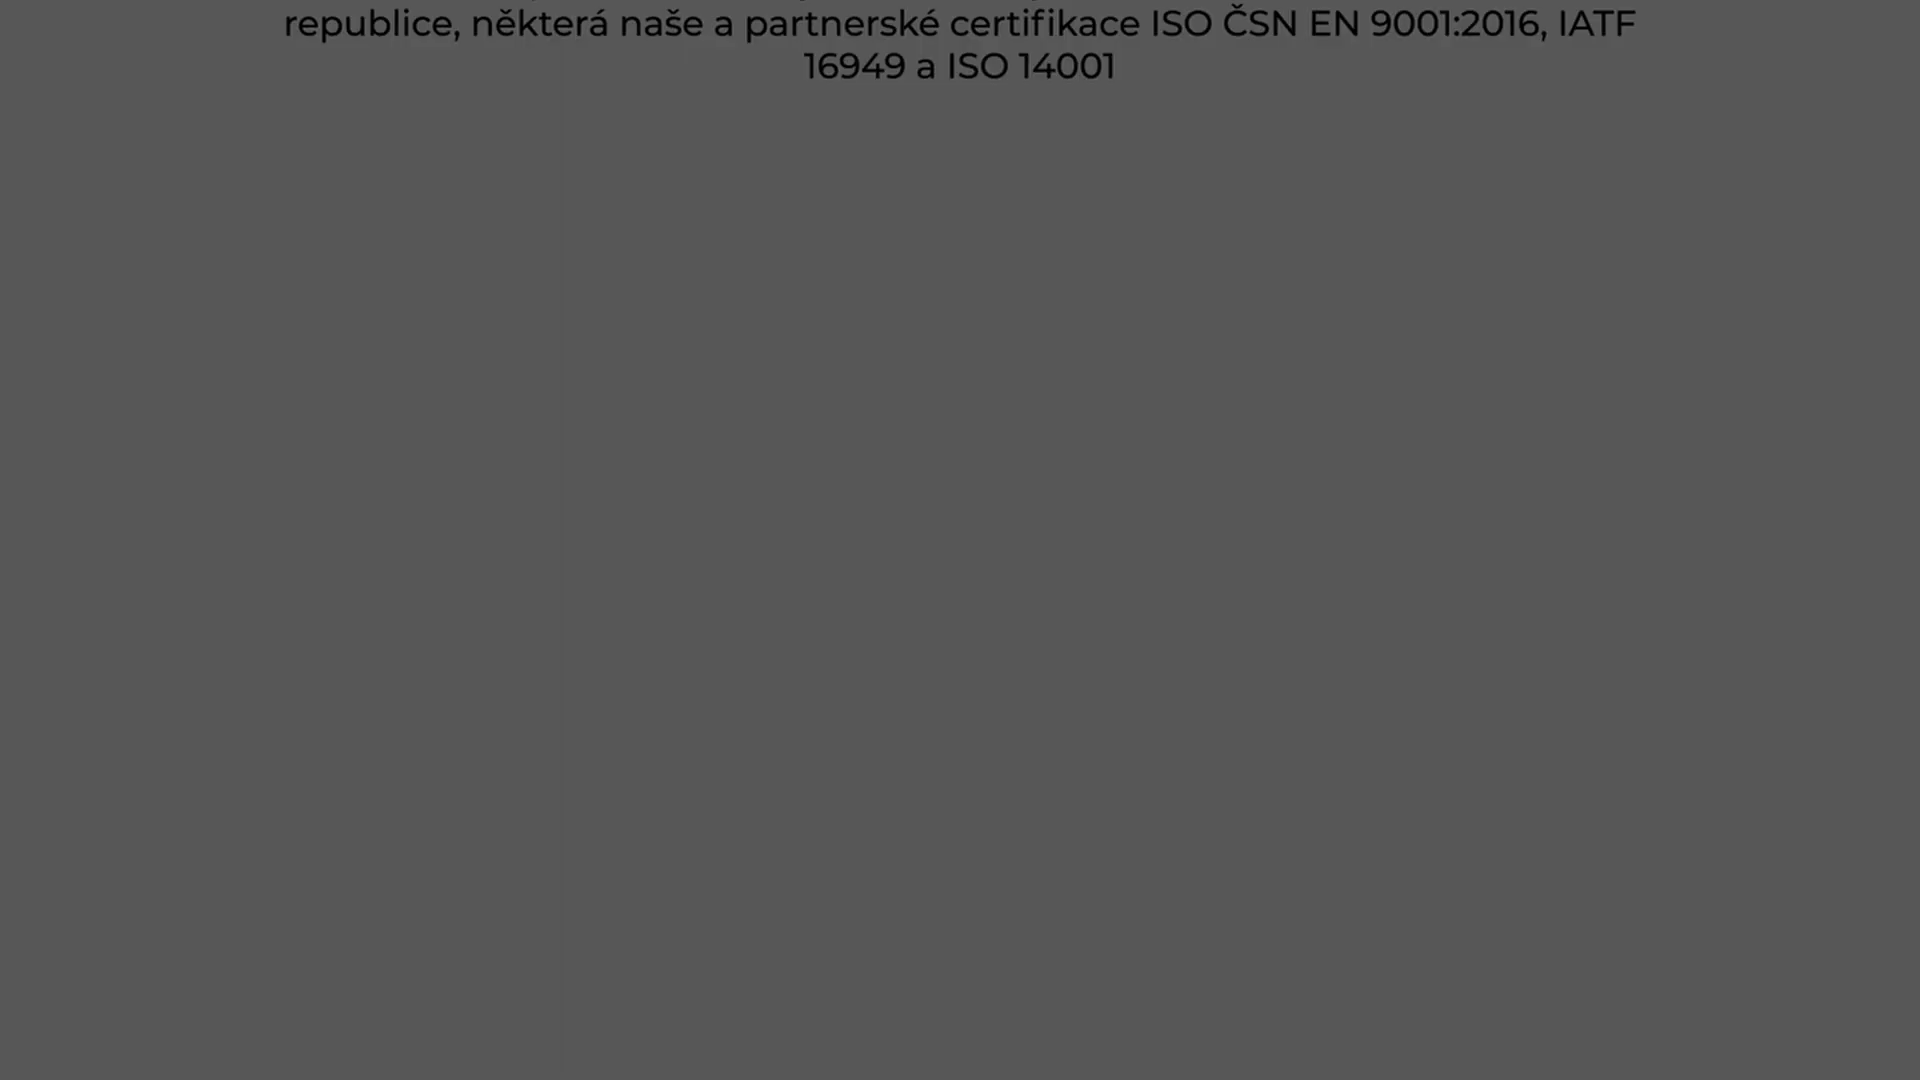 republice, některá naše a partnerské certifikace ISO ČSN EN 9001:2016, IATF
16949 a ISO 14001